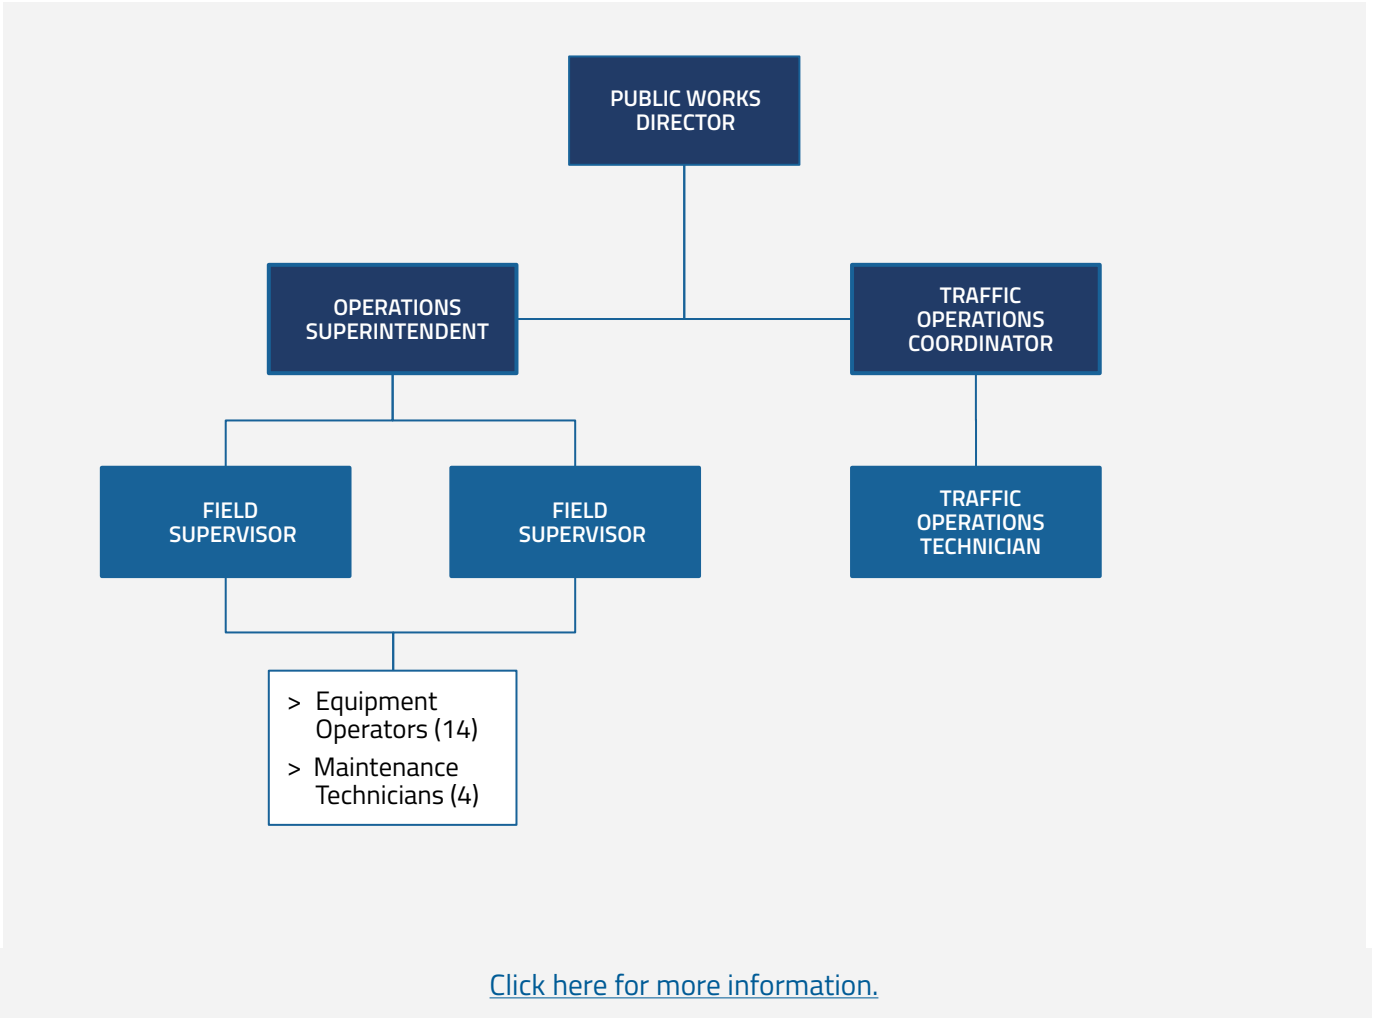 PUBLIC WORKS
DIRECTOR
OPERATIONS
SUPERINTENDENT
TRAFFIC
OPERATIONS
COORDINATOR
FIELD
SUPERVISOR
FIELD
SUPERVISOR
TRAFFIC
OPERATIONS
TECHNICIAN
> Equipment
Operators (14)
> Maintenance
Technicians (4)
Click here for more information.